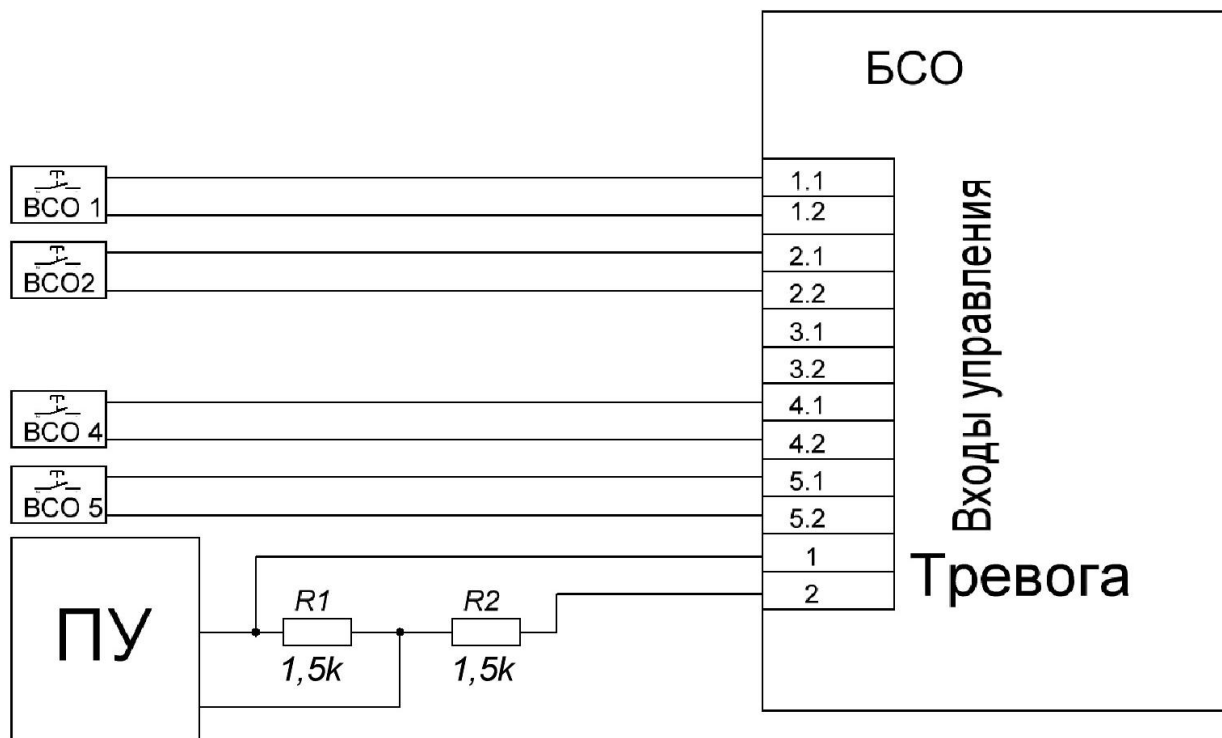 БСО
ВСО 1
ВСО2
ВСО 4
ВСО 5
1.1
1.2
2.1
2.2
3.1
3.2
4.1
4.2
5.1
5.2
1
2
Входы управления
Тревога
ПУ
R1
1,5k
R2
1,5k